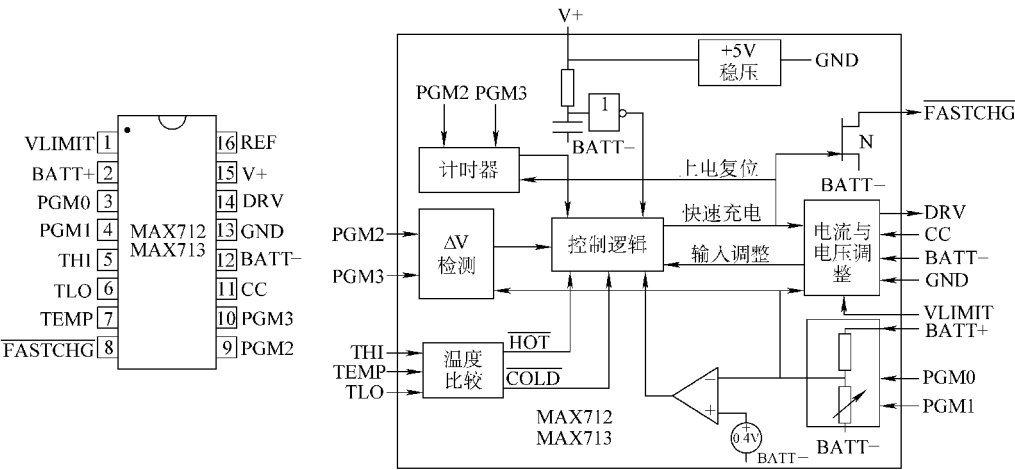 VLIMIT 1
BATT+ 2
PGM0 3
PGM1 4
THI 5
TLO 6
TEMP 7
FASTCHG 8
MAX712
MAX713
16 REF
15 V+
14 DRV
13 GND
12 BATT−
11 CC
10 PGM3
9 PGM2
V+
+5V
稳压
GND
PGM2 PGM3
1
BATT−
计时器
上电复位
FASTCHG
N
BATT−
PGM2
PGM3
ΔV
检测
控制逻辑
快速充电
输入调整
电流与
电压调
整
DRV
CC
BATT−
GND
VLIMIT
THI
TEMP
TLO
温度
比较
HOT
COLD
−
+
0.4V
+
BATT−
BATT+
PGM0
PGM1
BATT−
MAX712
MAX713